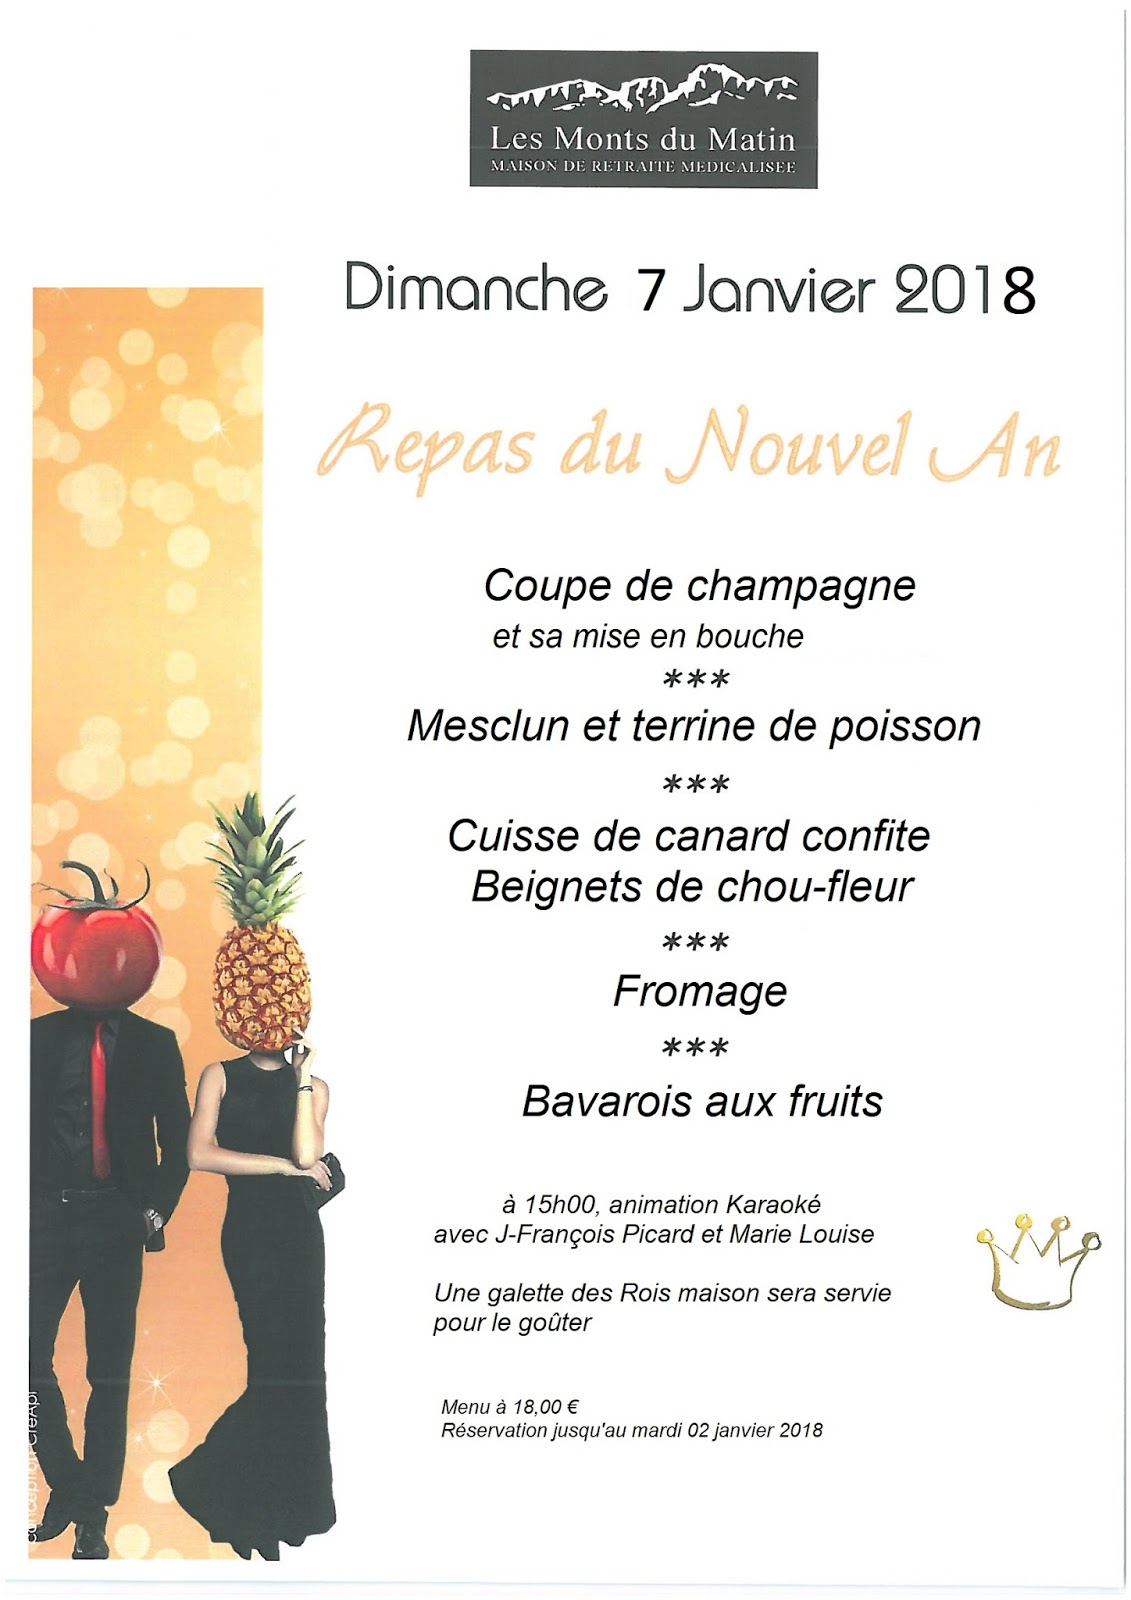 Les Monts du Matin
MAISON DE RETRAITE MEDICALISEE
Dimanche 7 Janvier 2018
Repas du Nouvel An
Coupe de champagne
et sa mise en bouche
***
Mesclun et terrine de poisson
***
Cuisse de canard confite
Beignets de chou-fleur
***
Fromage
***
Bavarois aux fruits
à 15h00, animation Karaoké
avec J-François Picard et Marie Louise
Une galette des Rois maison sera servie
pour le goûter
Menu à 18,00 €
Réservation jusqu'au mardi 02 janvier 2018
conception CréApi